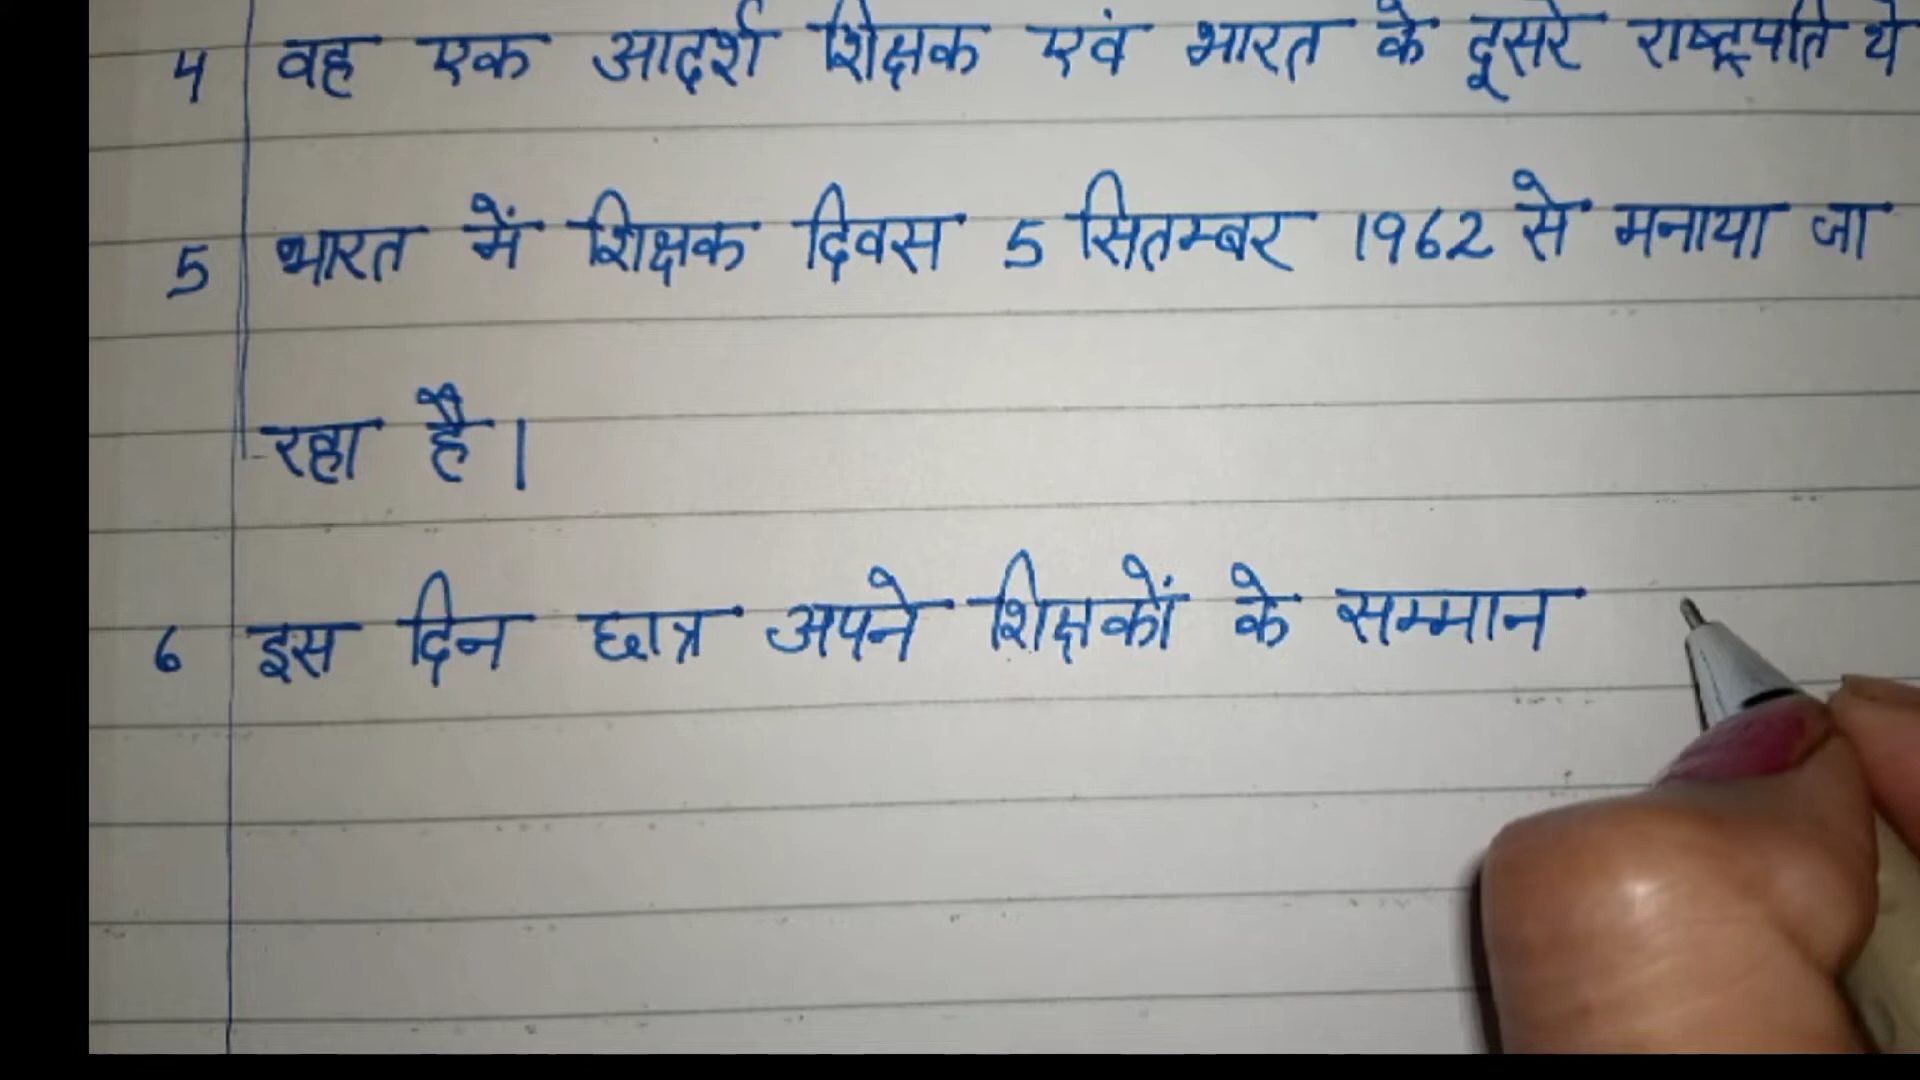 4 वह एक आदर्श शिक्षक एवं भारत के दूसरे राष्ट्रपति थे
5 भारत में शिक्षक दिवस 5 सितम्बर 1962 से मनाया जा
रहा है।
6 इस दिन छात्र अपने शिक्षकों के सम्मान